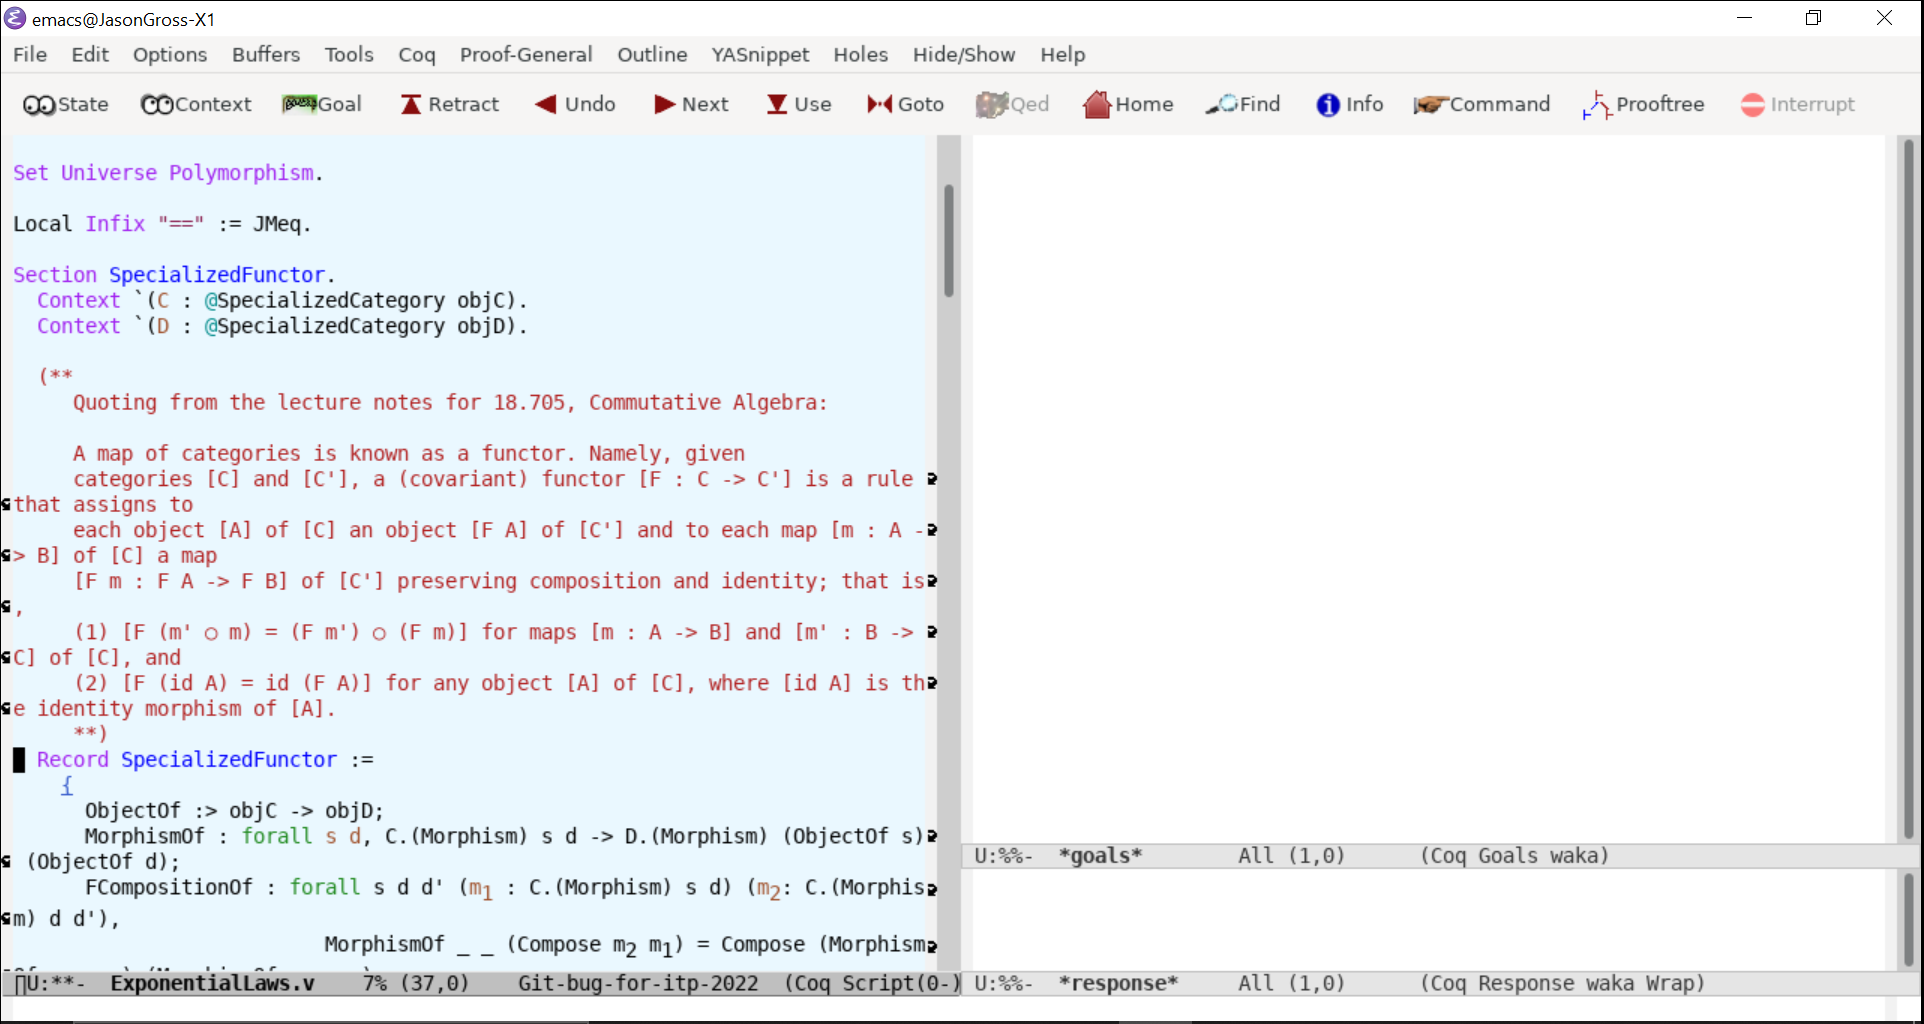 emacs@JasonGross-X1
File Edit Options Buffers Tools Coq Proof-General Outline YASnippet Holes Hide/Show Help
State Context Goal Retract Undo Next Use Goto Qed Home Find Info Command Prooftree Interrupt
Set Universe Polymorphism.
Local Infix "==" := JMeq.
Section SpecializedFunctor.
Context `(C : @SpecializedCategory objC).
Context `(D : @SpecializedCategory objD).
(**
Quoting from the lecture notes for 18.705, Commutative Algebra:
A map of categories is known as a functor. Namely, given
categories [C] and [C'], a (covariant) functor [F : C -> C'] is a rule
that assigns to
each object [A] of [C] an object [F A] of [C'] and to each map [m : A -
> B] of [C] a map
[F m : F A -> F B] of [C'] preserving composition and identity; that is
,
(1) [F (m' ○ m) = (F m') ○ (F m)] for maps [m : A -> B] and [m' : B ->
C] of [C], and
(2) [F (id A) = id (F A)] for any object [A] of [C], where [id A] is th
e identity morphism of [A].
**)
Record SpecializedFunctor :=
{
ObjectOf :> objC -> objD;
MorphismOf : forall s d, C.(Morphism) s d -> D.(Morphism) (ObjectOf s)
(ObjectOf d);
FCompositionOf : forall s d d' (m₁ : C.(Morphism) s d) (m₂: C.(Morphis
m) d d'),
MorphismOf _ _ (Compose m₂ m₁) = Compose (Morphism
U:**- ExponentialLaws.v 7% (37,0) Git-bug-for-itp-2022 (Coq Script(0-)
U:%%- *goals* All (1,0) (Coq Goals waka)
U:%%- *response* All (1,0) (Coq Response waka Wrap)